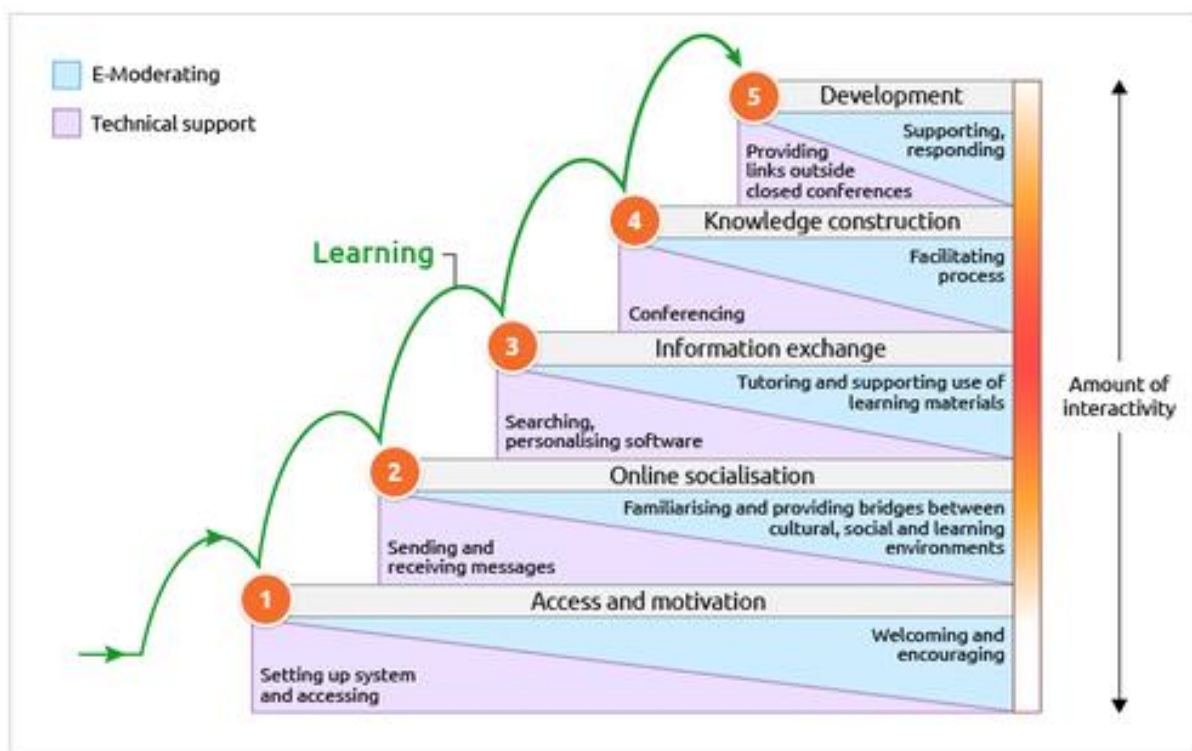 E-Moderating
Technical support
5
Development
Supporting,
responding
Providing
links outside
closed conferences
4
Knowledge construction
Facilitating
process
Conferencing
Learning
3
Information exchange
Tutoring and supporting use of
learning materials
Searching,
personalising software
Amount of
interactivity
2
Online socialisation
Familiarising and providing bridges between
cultural, social and learning
environments
Sending and
receiving messages
1
Access and motivation
Welcoming and
encouraging
Setting up system
and accessing